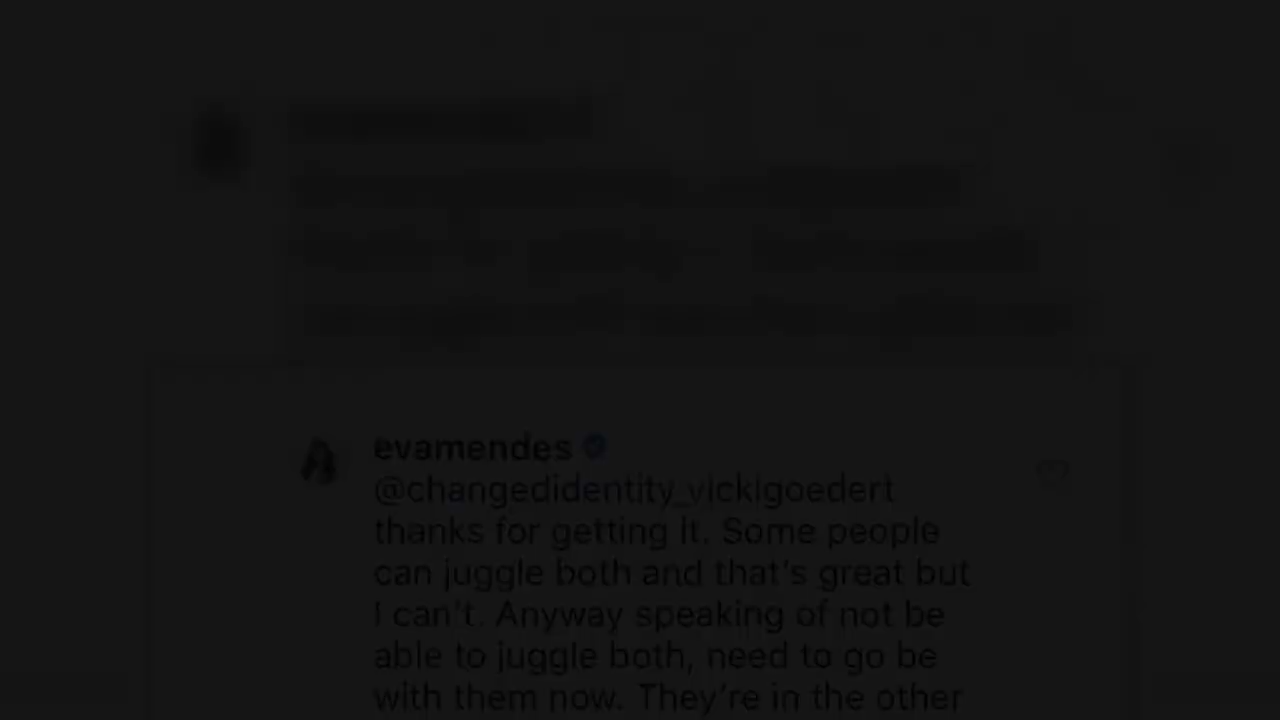 evamendes
@changedidentity_vickigoedert
thanks for getting it. Some people
can juggle both and that's great but
I can't. Anyway speaking of not be
able to juggle both, need to go be
with them now. They're in the other